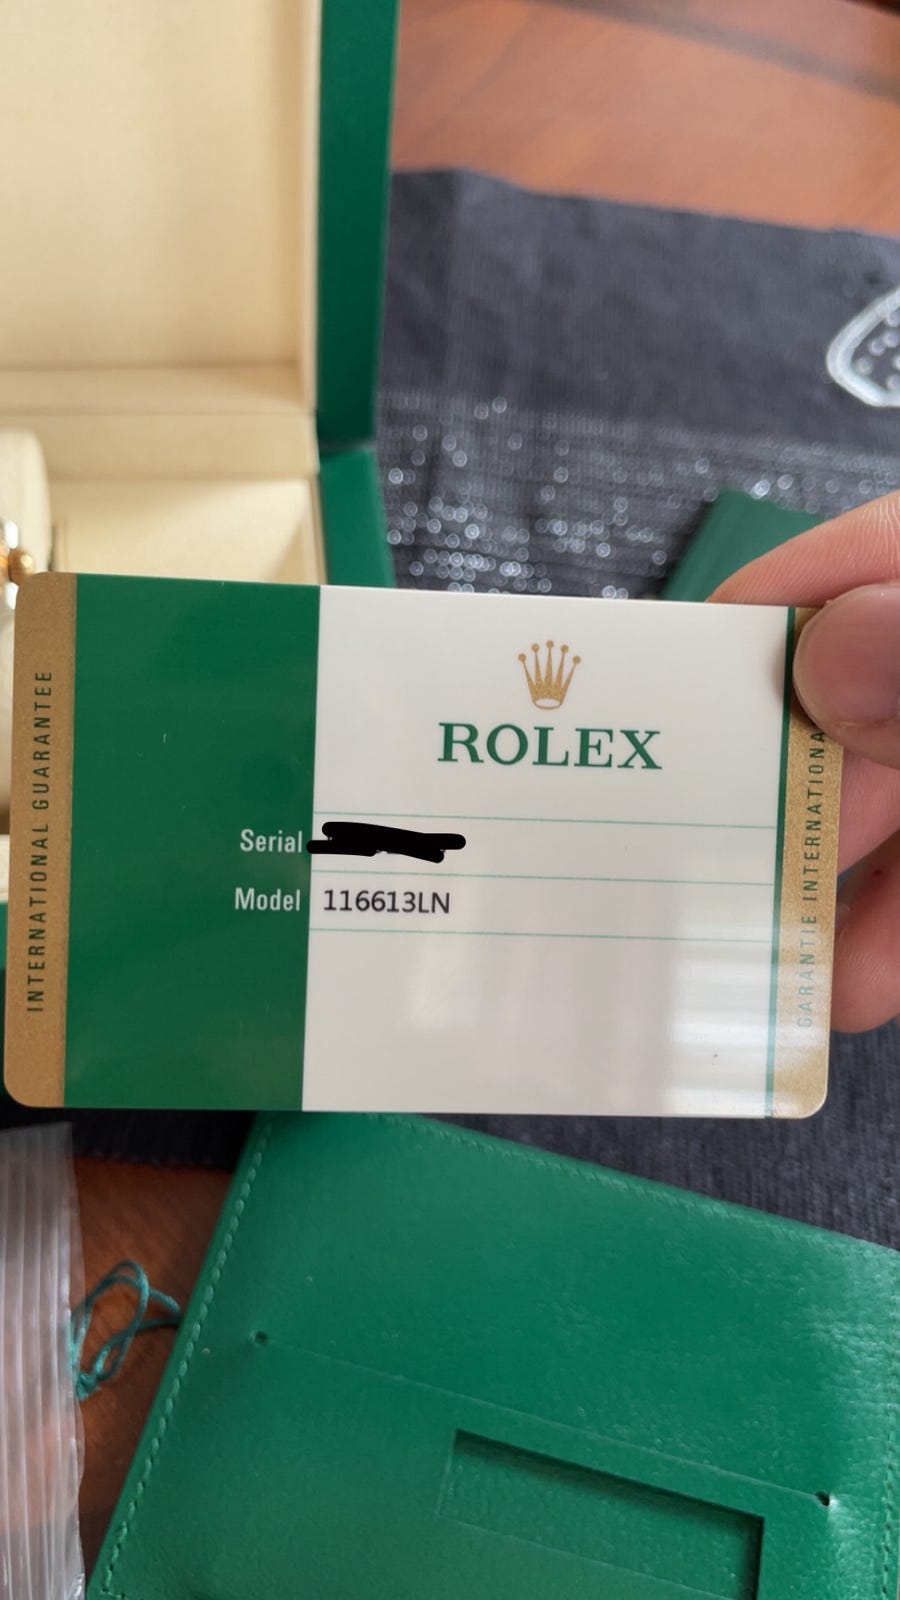 INTERNATIONAL GUARANTEE
ROLEX
Serial
Model 116613LN
GARANTIE INTERNATIONA